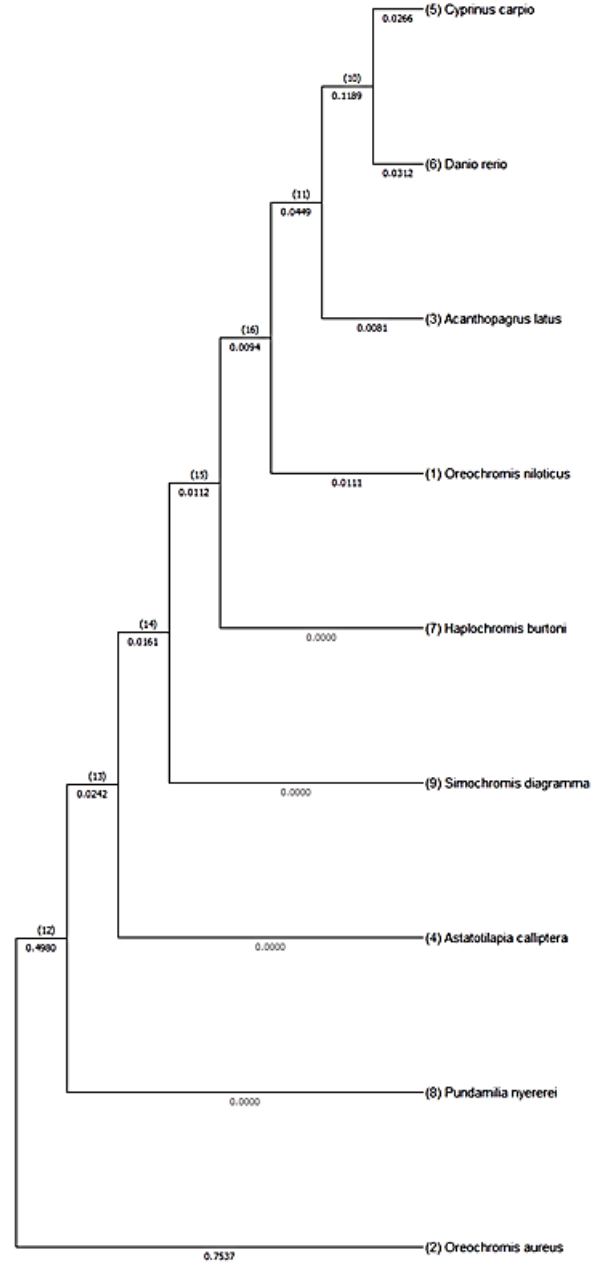 (5) Cyprinus carpio
0.0266
(10)
0.1189
(6) Danio rerio
0.0312
(11)
0.0449
(3) Acanthopagrus latus
0.0081
(16)
0.0094
(1) Oreochromis niloticus
0.0111
(15)
0.0112
(7) Haplochromis burtoni
0.0000
(14)
0.0161
(9) Simochromis diagramma
0.0000
(13)
0.0242
(4) Astatotilapia calliptera
0.0000
(12)
0.4980
(8) Pundamilia nyererei
0.0000
(2) Oreochromis aureus
0.7537